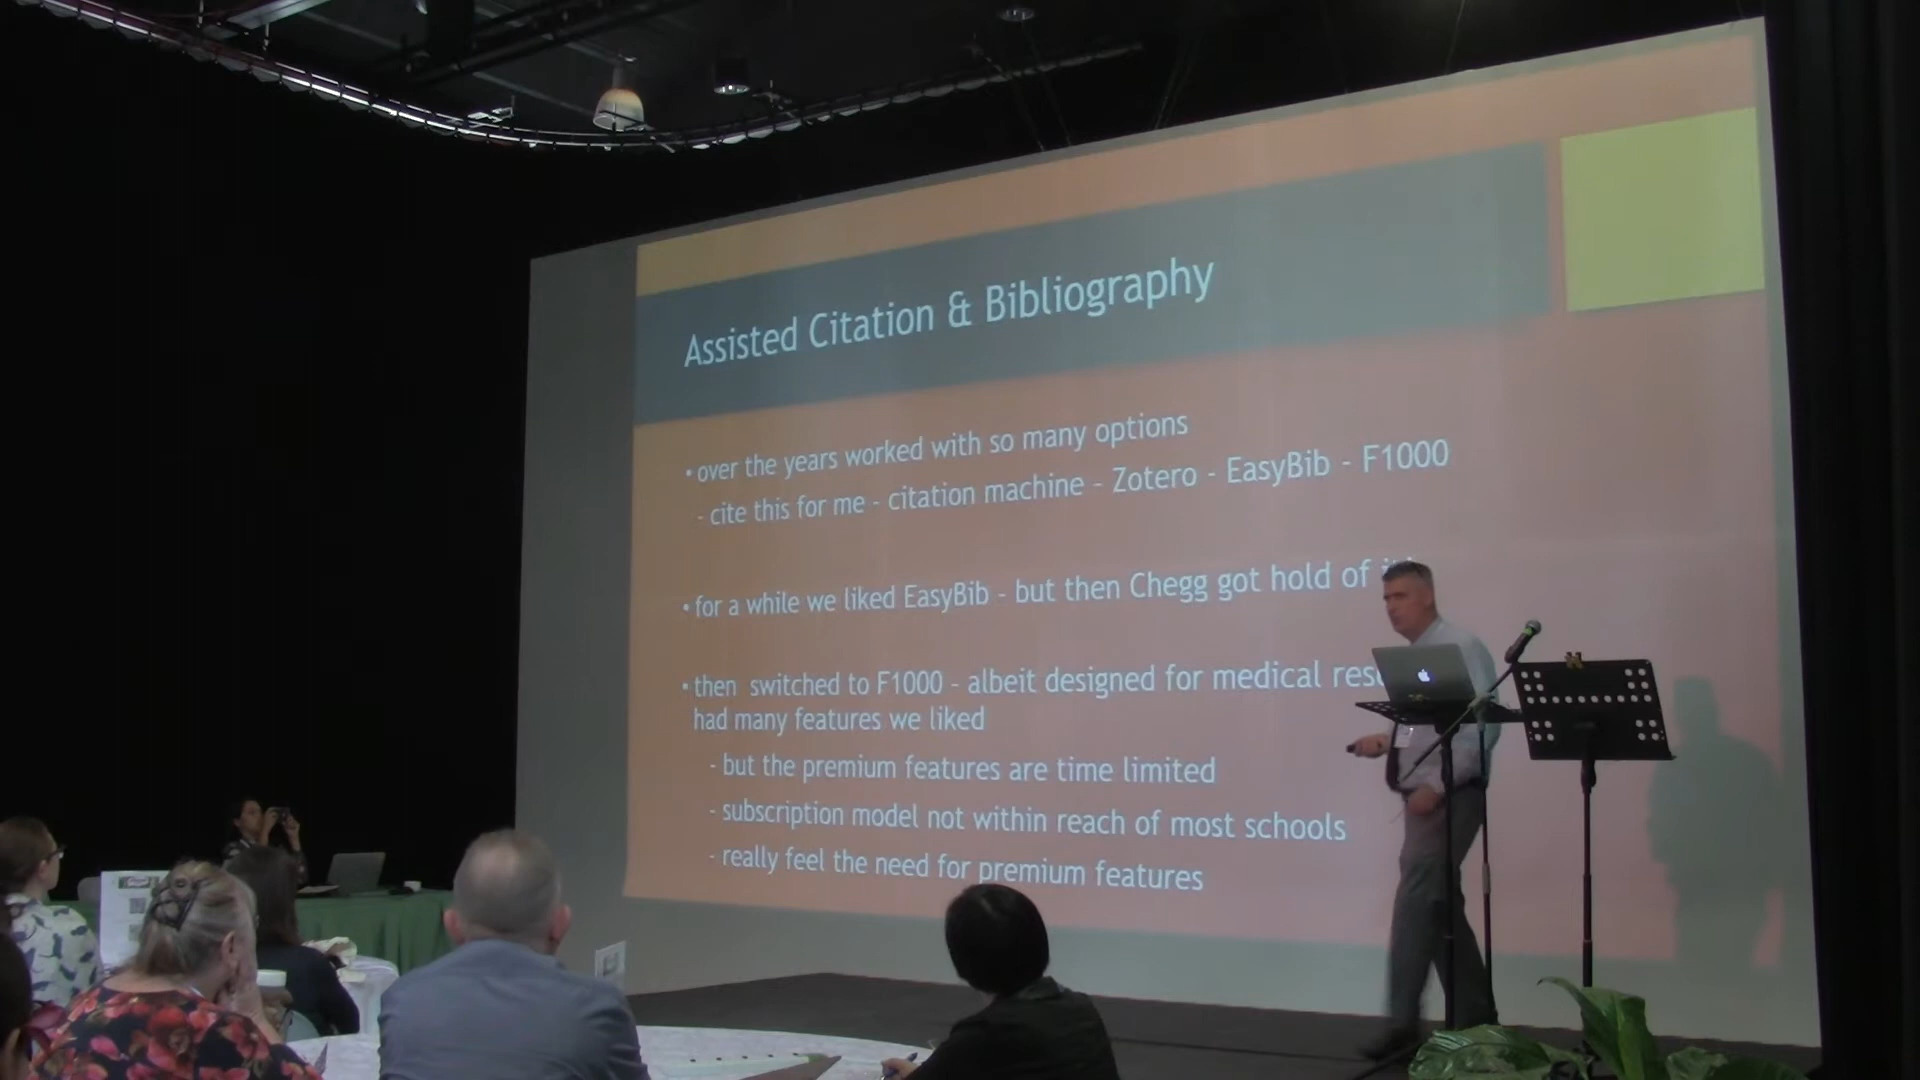 Assisted Citation & Bibliography
• over the years worked with so many options
- cite this for me - citation machine - Zotero - EasyBib - F1000
• for a while we liked EasyBib - but then Chegg got hold of
• then switched to F1000 - albeit designed for medical
had many features we liked
- but the premium features are time limited
- subscription model not within reach of most schools
- really feel the need for premium features